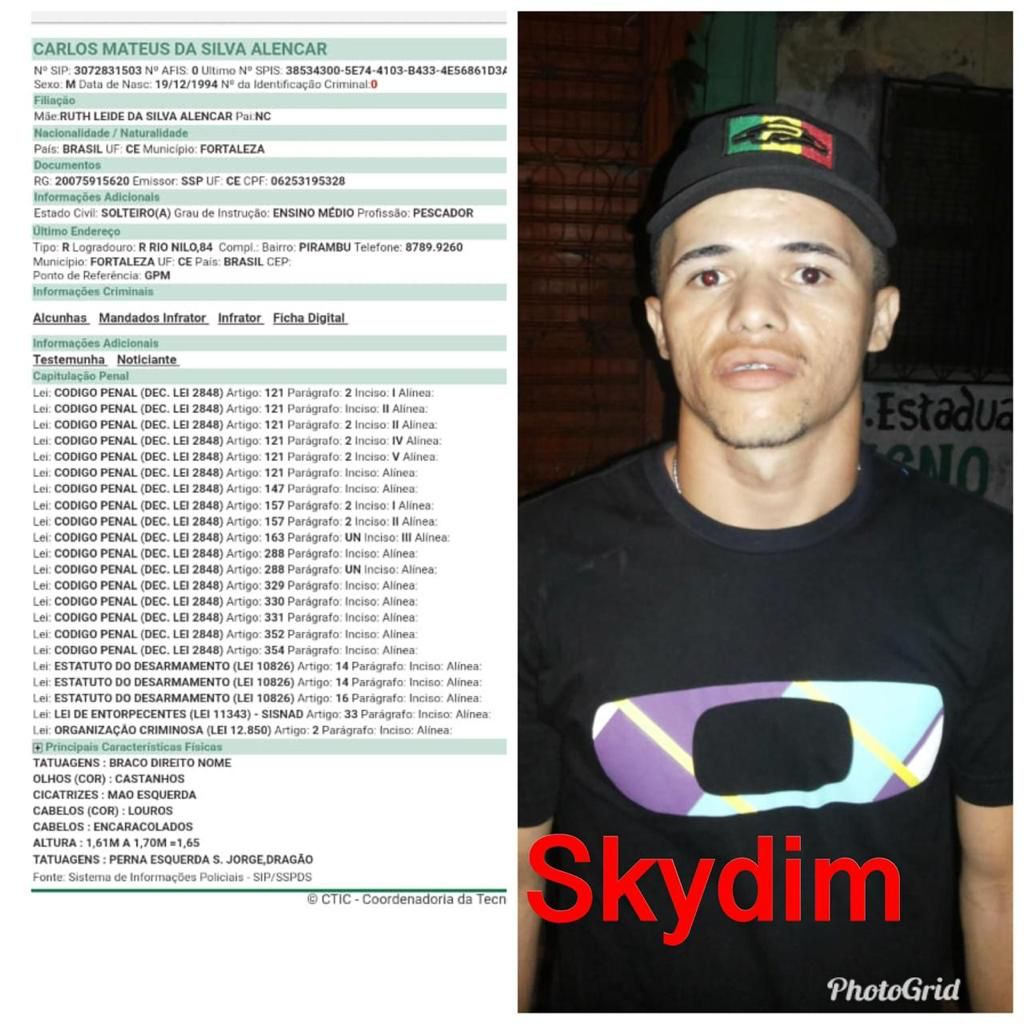 CARLOS MATEUS DA SILVA ALENCAR
Nº SIP: 3072831503 Nº AFIS: 0 Ultimo Nº SPIS: 38534300-5E74-4103-B433-4E56861D3A
Sexo: M Data de Nasc: 19/12/1994 Nº da Identificação Criminal:0
Filiação
Mãe:RUTH LEIDE DA SILVA ALENCAR Pai:NC
Nacionalidade / Naturalidade
País: BRASIL UF: CE Município: FORTALEZA
Documentos
RG: 20075915620 Emissor: SSP UF: CE CPF: 06253195328
Informações Adicionais
Estado Civil: SOLTEIRO(A) Grau de Instrução: ENSINO MÉDIO Profissão: PESCADOR
Último Endereço
Tipo: R Logradouro: R RIO NILO,84 Compl.: Bairro: PIRAMBU Telefone: 8789.9260
Município: FORTALEZA UF: CE País: BRASIL CEP:
Ponto de Referência: GPM
Informações Criminais
Alcunhas Mandados Infrator Infrator Ficha Digital
Informações Adicionais
Testemunha Noticiante
Capitulação Penal
Lei: CODIGO PENAL (DEC. LEI 2848) Artigo: 121 Parágrafo: 2 Inciso: I Alínea:
Lei: CODIGO PENAL (DEC. LEI 2848) Artigo: 121 Parágrafo: Inciso: II Alínea:
Lei: CODIGO PENAL (DEC. LEI 2848) Artigo: 121 Parágrafo: 2 Inciso: II Alínea:
Lei: CODIGO PENAL (DEC. LEI 2848) Artigo: 121 Parágrafo: 2 Inciso: IV Alínea:
Lei: CODIGO PENAL (DEC. LEI 2848) Artigo: 121 Parágrafo: 2 Inciso: V Alínea:
Lei: CODIGO PENAL (DEC. LEI 2848) Artigo: 121 Parágrafo: Inciso: Alínea:
Lei: CODIGO PENAL (DEC. LEI 2848) Artigo: 147 Parágrafo: Inciso: Alínea:
Lei: CODIGO PENAL (DEC. LEI 2848) Artigo: 157 Parágrafo: 2 Inciso: I Alínea:
Lei: CODIGO PENAL (DEC. LEI 2848) Artigo: 157 Parágrafo: 2 Inciso: II Alínea:
Lei: CODIGO PENAL (DEC. LEI 2848) Artigo: 163 Parágrafo: UN Inciso: III Alínea:
Lei: CODIGO PENAL (DEC. LEI 2848) Artigo: 288 Parágrafo: Inciso: Alínea:
Lei: CODIGO PENAL (DEC. LEI 2848) Artigo: 288 Parágrafo: UN Inciso: Alínea:
Lei: CODIGO PENAL (DEC. LEI 2848) Artigo: 329 Parágrafo: Inciso: Alínea:
Lei: CODIGO PENAL (DEC. LEI 2848) Artigo: 330 Parágrafo: Inciso: Alínea:
Lei: CODIGO PENAL (DEC. LEI 2848) Artigo: 331 Parágrafo: Inciso: Alínea:
Lei: CODIGO PENAL (DEC. LEI 2848) Artigo: 352 Parágrafo: Inciso: Alínea:
Lei: CODIGO PENAL (DEC. LEI 2848) Artigo: 354 Parágrafo: Inciso: Alínea:
Lei: ESTATUTO DO DESARMAMENTO (LEI 10826) Artigo: 14 Parágrafo: Inciso: Alínea:
Lei: ESTATUTO DO DESARMAMENTO (LEI 10826) Artigo: 14 Parágrafo: Inciso: Alínea:
Lei: ESTATUTO DO DESARMAMENTO (LEI 10826) Artigo: 16 Parágrafo: Inciso: Alínea:
Lei: LEI DE ENTORPECENTES (LEI 11343) - SISNAD Artigo: 33 Parágrafo: Inciso: Alínea:
Lei: ORGANIZAÇÃO CRIMINOSA (LEI 12.850) Artigo: 2 Parágrafo: Inciso: Alínea:
Principais Características Físicas
TATUAGENS : BRACO DIREITO NOME
OLHOS (COR) : CASTANHOS
CICATRIZES : MAO ESQUERDA
CABELOS (COR) : LOUROS
CABELOS : ENCARACOLADOS
ALTURA : 1,61M A 1,70M =1,65
TATUAGENS : PERNA ESQUERDA S. JORGE,DRAGÃO
Fonte: Sistema de Informações Policiais - SIP/SSPDS
© CTIC - Coordenadoria da Tecn
.Estadua
Skydim
PhotoGrid